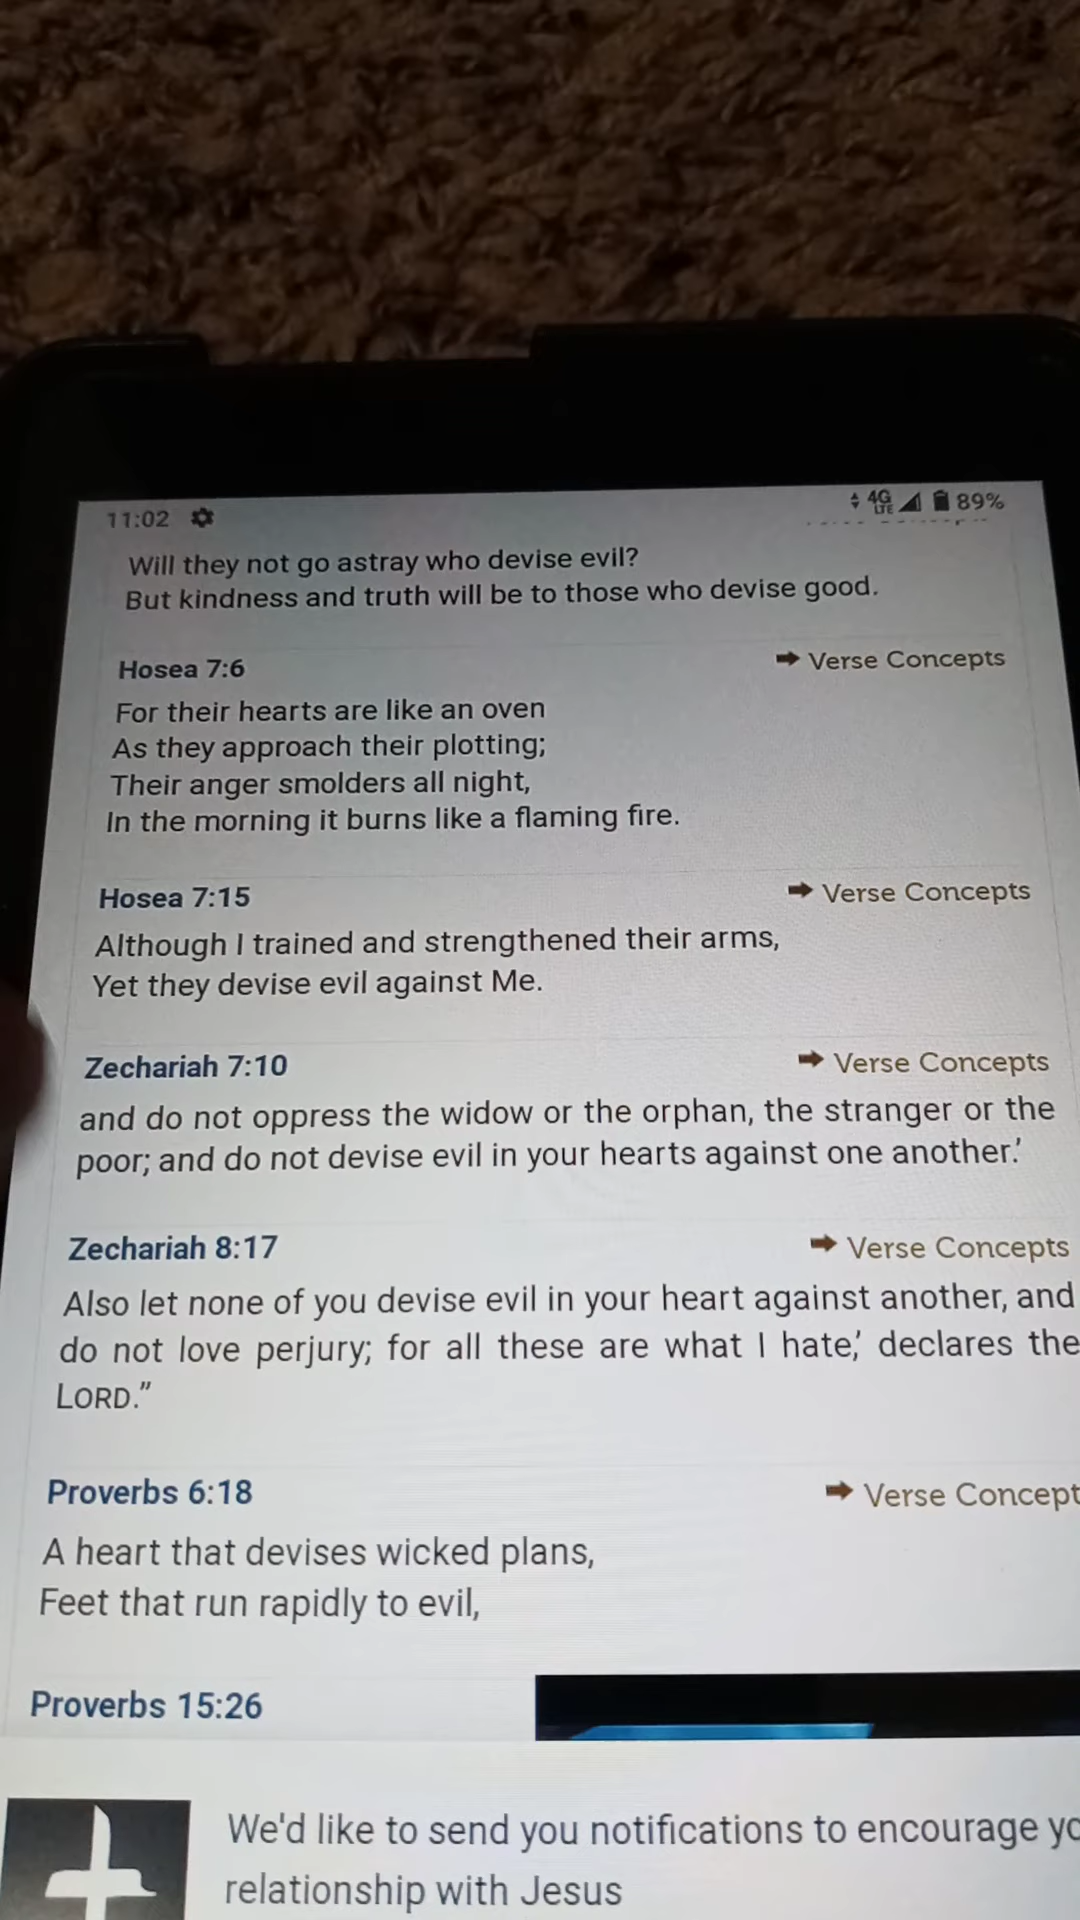 11:02 4G LTE 89%
Will they not go astray who devise evil?
But kindness and truth will be to those who devise good.
Hosea 7:6 Verse Concepts
For their hearts are like an oven
As they approach their plotting;
Their anger smolders all night,
In the morning it burns like a flaming fire.
Hosea 7:15 Verse Concepts
Although I trained and strengthened their arms,
Yet they devise evil against Me.
Zechariah 7:10 Verse Concepts
and do not oppress the widow or the orphan, the stranger or the
poor; and do not devise evil in your hearts against one another.’
Zechariah 8:17 Verse Concepts
Also let none of you devise evil in your heart against another, and
do not love perjury; for all these are what I hate,’ declares the
LORD.”
Proverbs 6:18 Verse Concept
A heart that devises wicked plans,
Feet that run rapidly to evil,
Proverbs 15:26
We'd like to send you notifications to encourage yo
relationship with Jesus